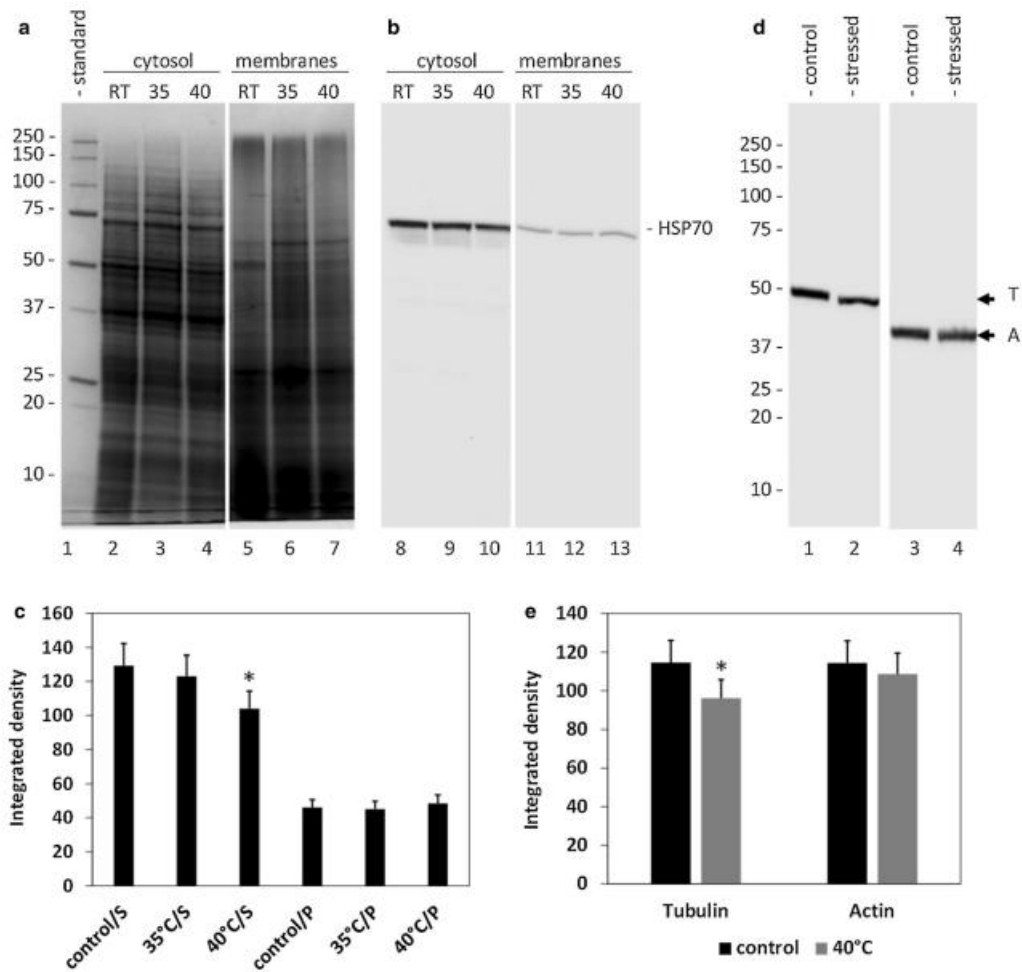 a
- standard
cytosol
membranes
RT 35 40 RT 35 40
250 -
150 -
100 -
75 -
50 -
37 -
25 -
20 -
10 -
1 2 3 4 5 6 7
b
cytosol membranes
RT 35 40 RT 35 40
- HSP70
8 9 10 11 12 13
d
- control
- stressed
- control
- stressed
250 -
150 -
100 -
75 -
50 -
37 -
25 -
20 -
10 -
T
A
1 2 3 4
c
Integrated density
160
140
120
100
80
60
40
20
0
*
control/S
35°C/S
40°C/S
control/P
35°C/P
40°C/P
e
Integrated density
140
120
100
80
60
40
20
0
*
Tubulin Actin
control 40°C